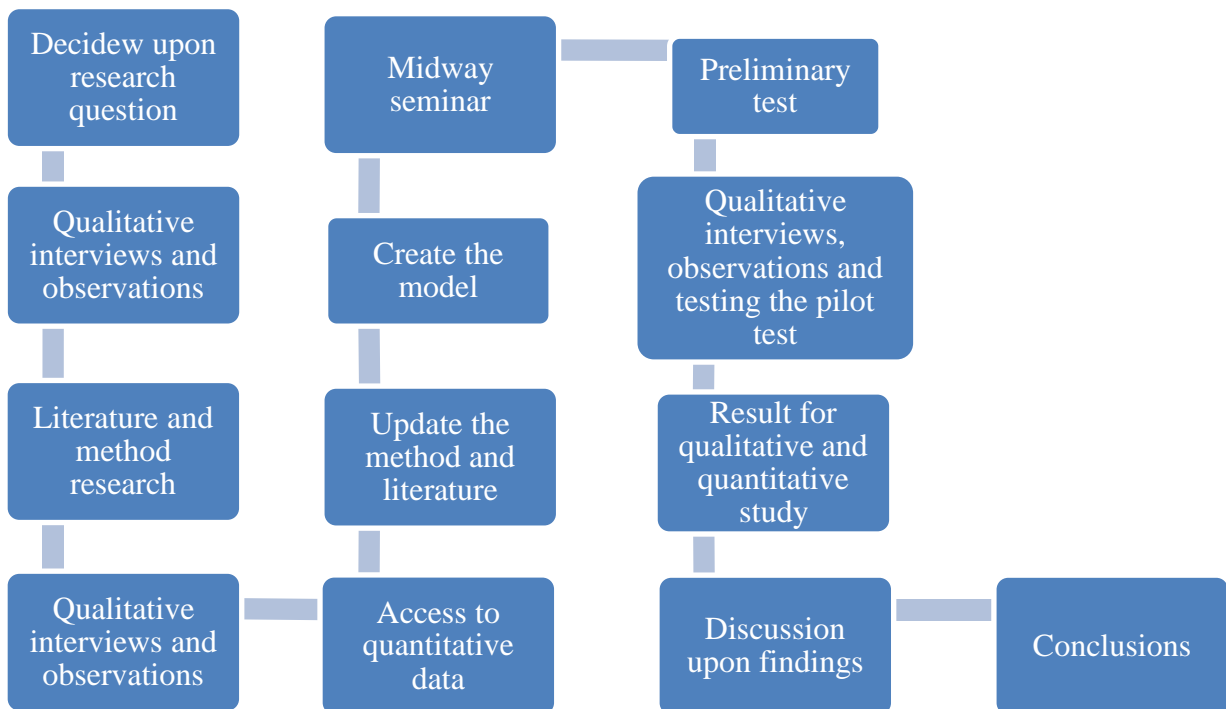 Decidew upon
research
question
Qualitative
interviews and
observations
Literature and
method
research
Qualitative
interviews and
observations
Access to
quantitative
data
Update the
method and
literature
Create the
model
Midway
seminar
Preliminary
test
Qualitative
interviews,
observations and
testing the pilot
test
Result for
qualitative and
quantitative
study
Discussion
upon findings
Conclusions